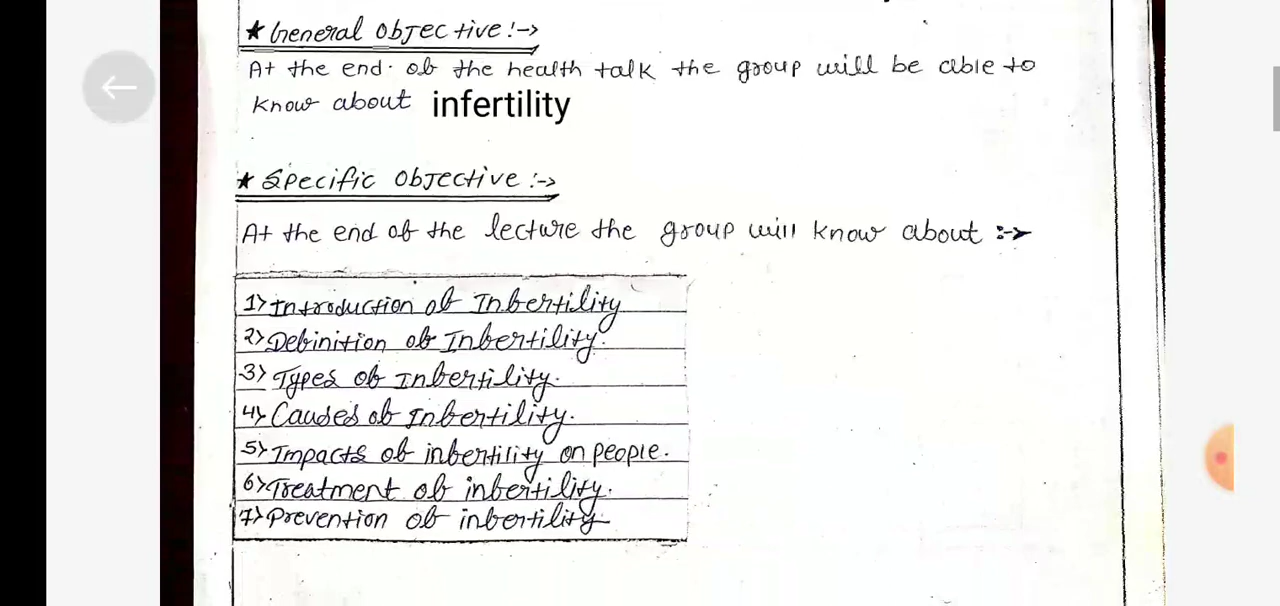 ★ General Objective :->
At the end of the health talk the group will be able to
know about infertility
★ Specific Objective :->
At the end of the lecture the group will know about :->
1> Introduction of Infertility
2> Definition of Infertility.
3> Types of Infertility.
4> Causes of Infertility.
5> Impacts of infertility on people.
6> Treatment of infertility.
7> Prevention of infertility